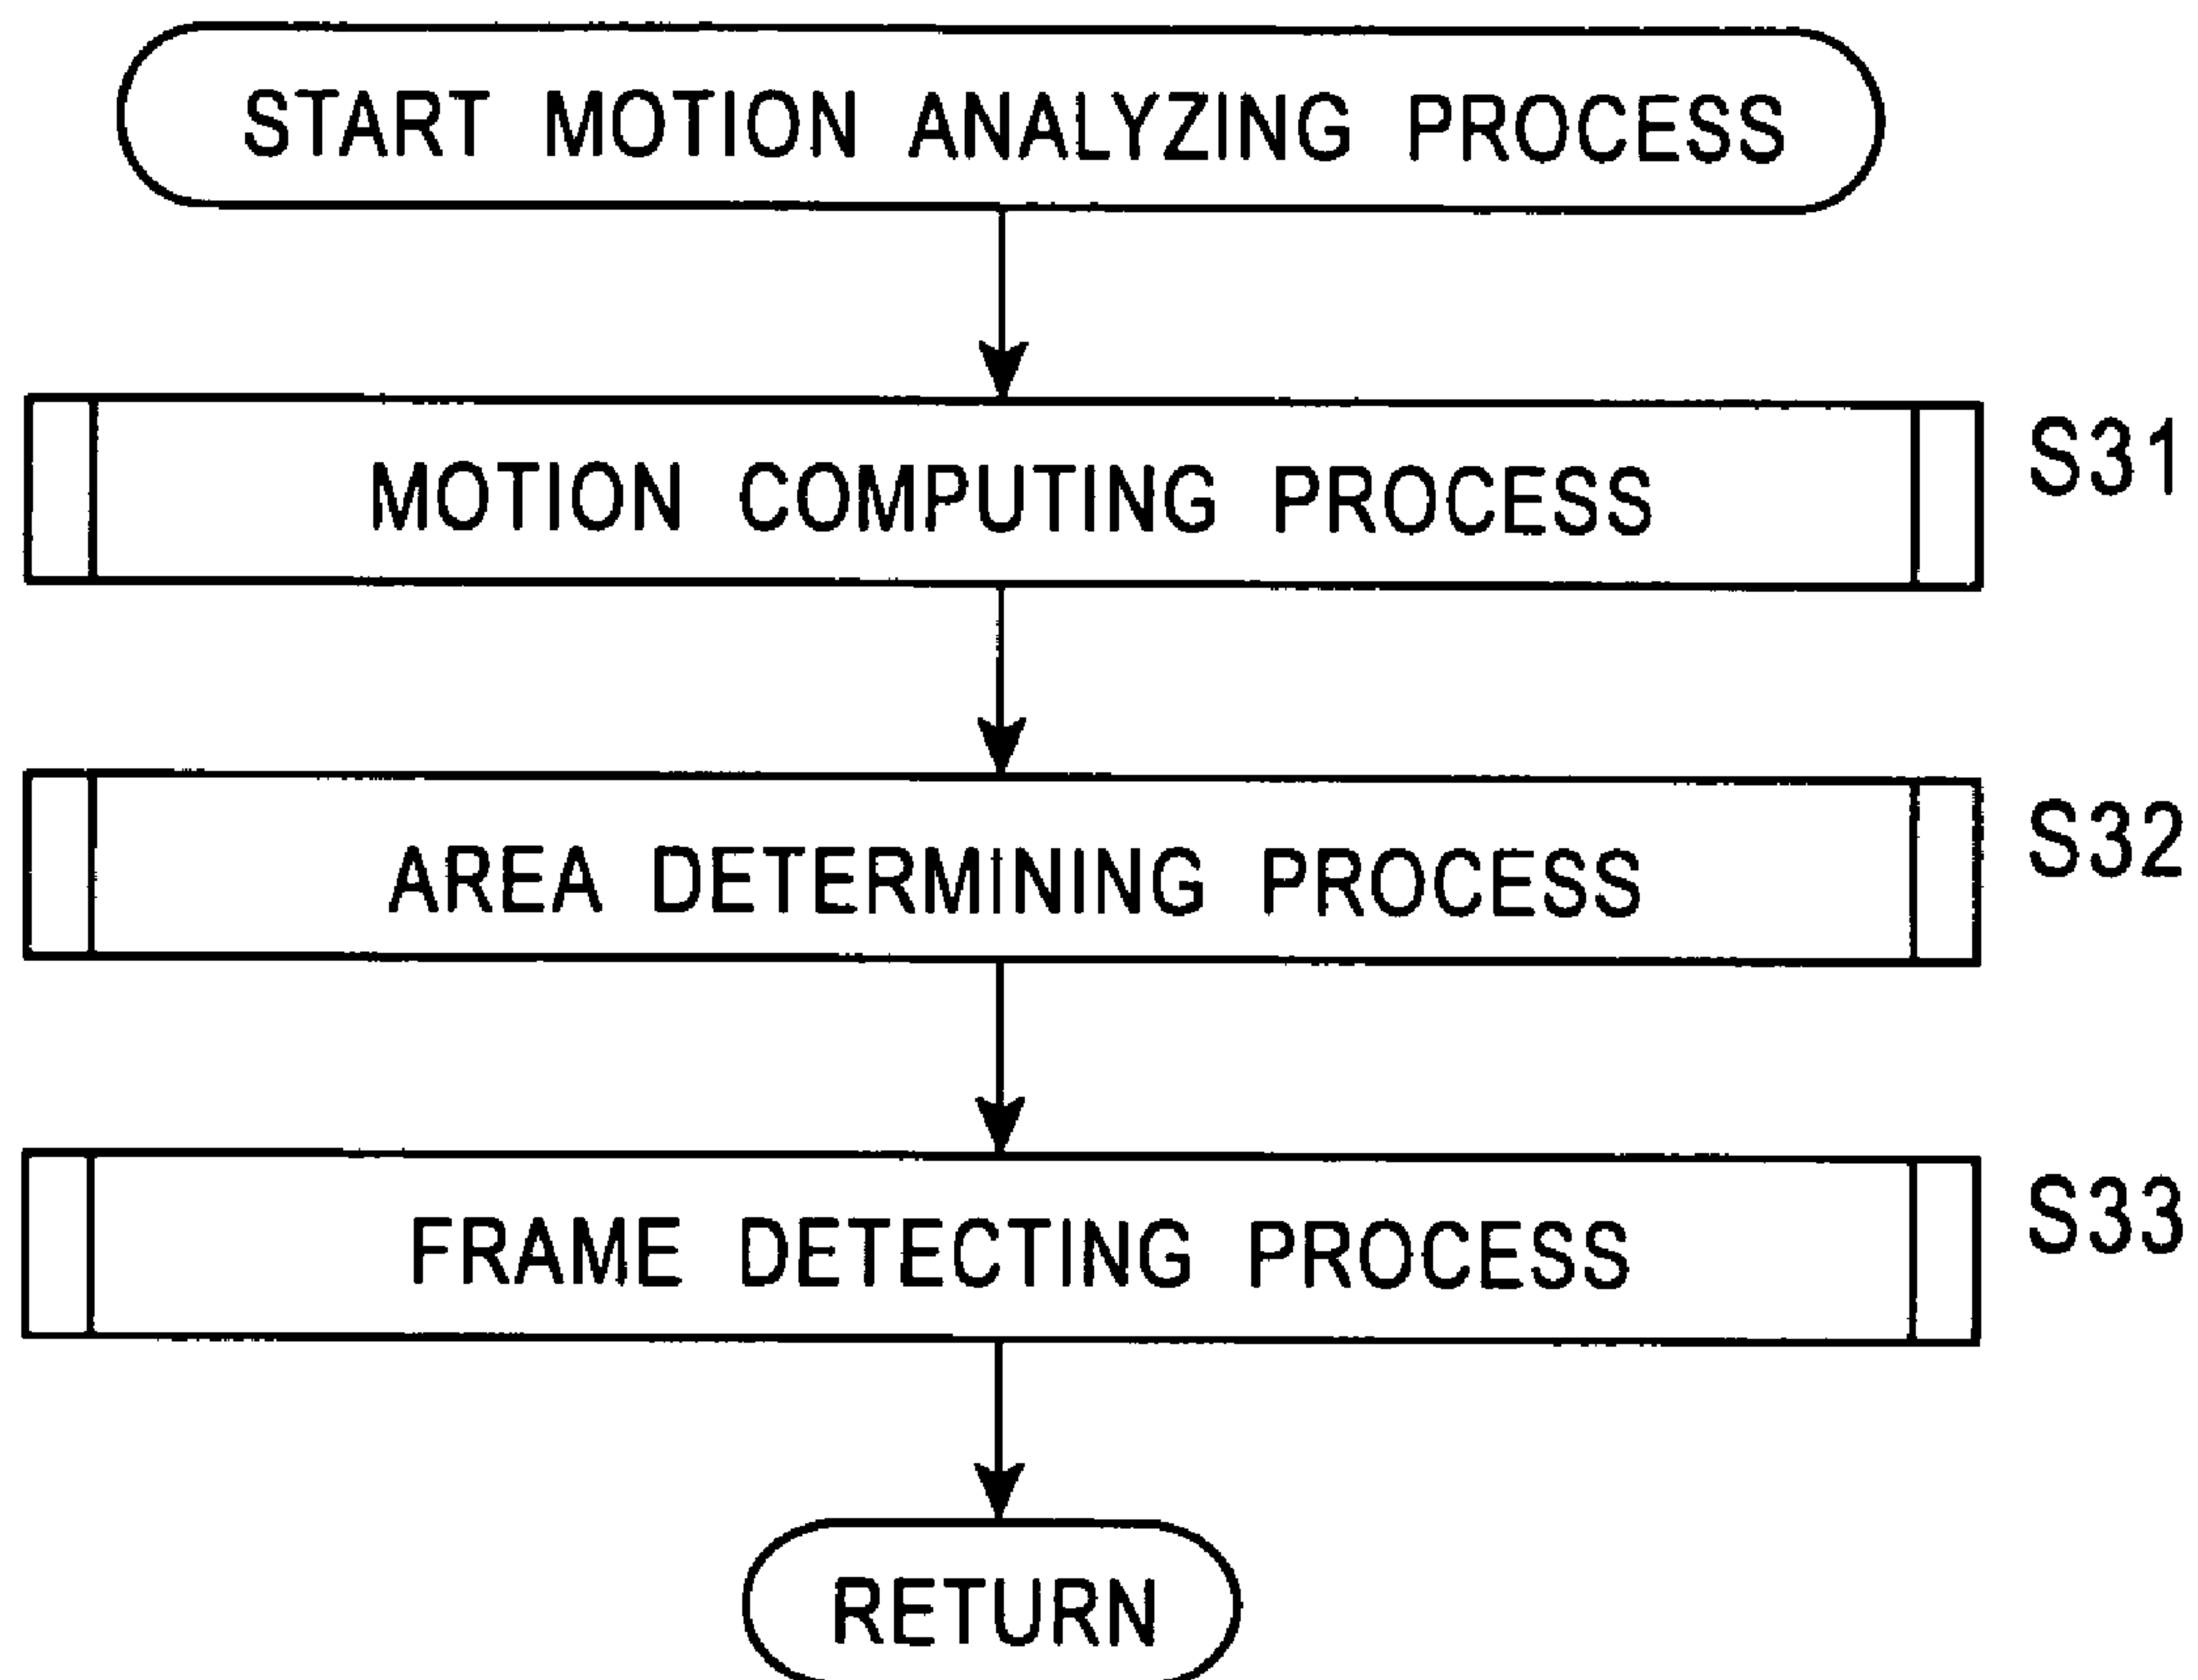 START MOTION ANALYZING PROCESS
MOTION COMPUTING PROCESS
S31
AREA DETERMINING PROCESS
S32
FRAME DETECTING PROCESS
S33
RETURN